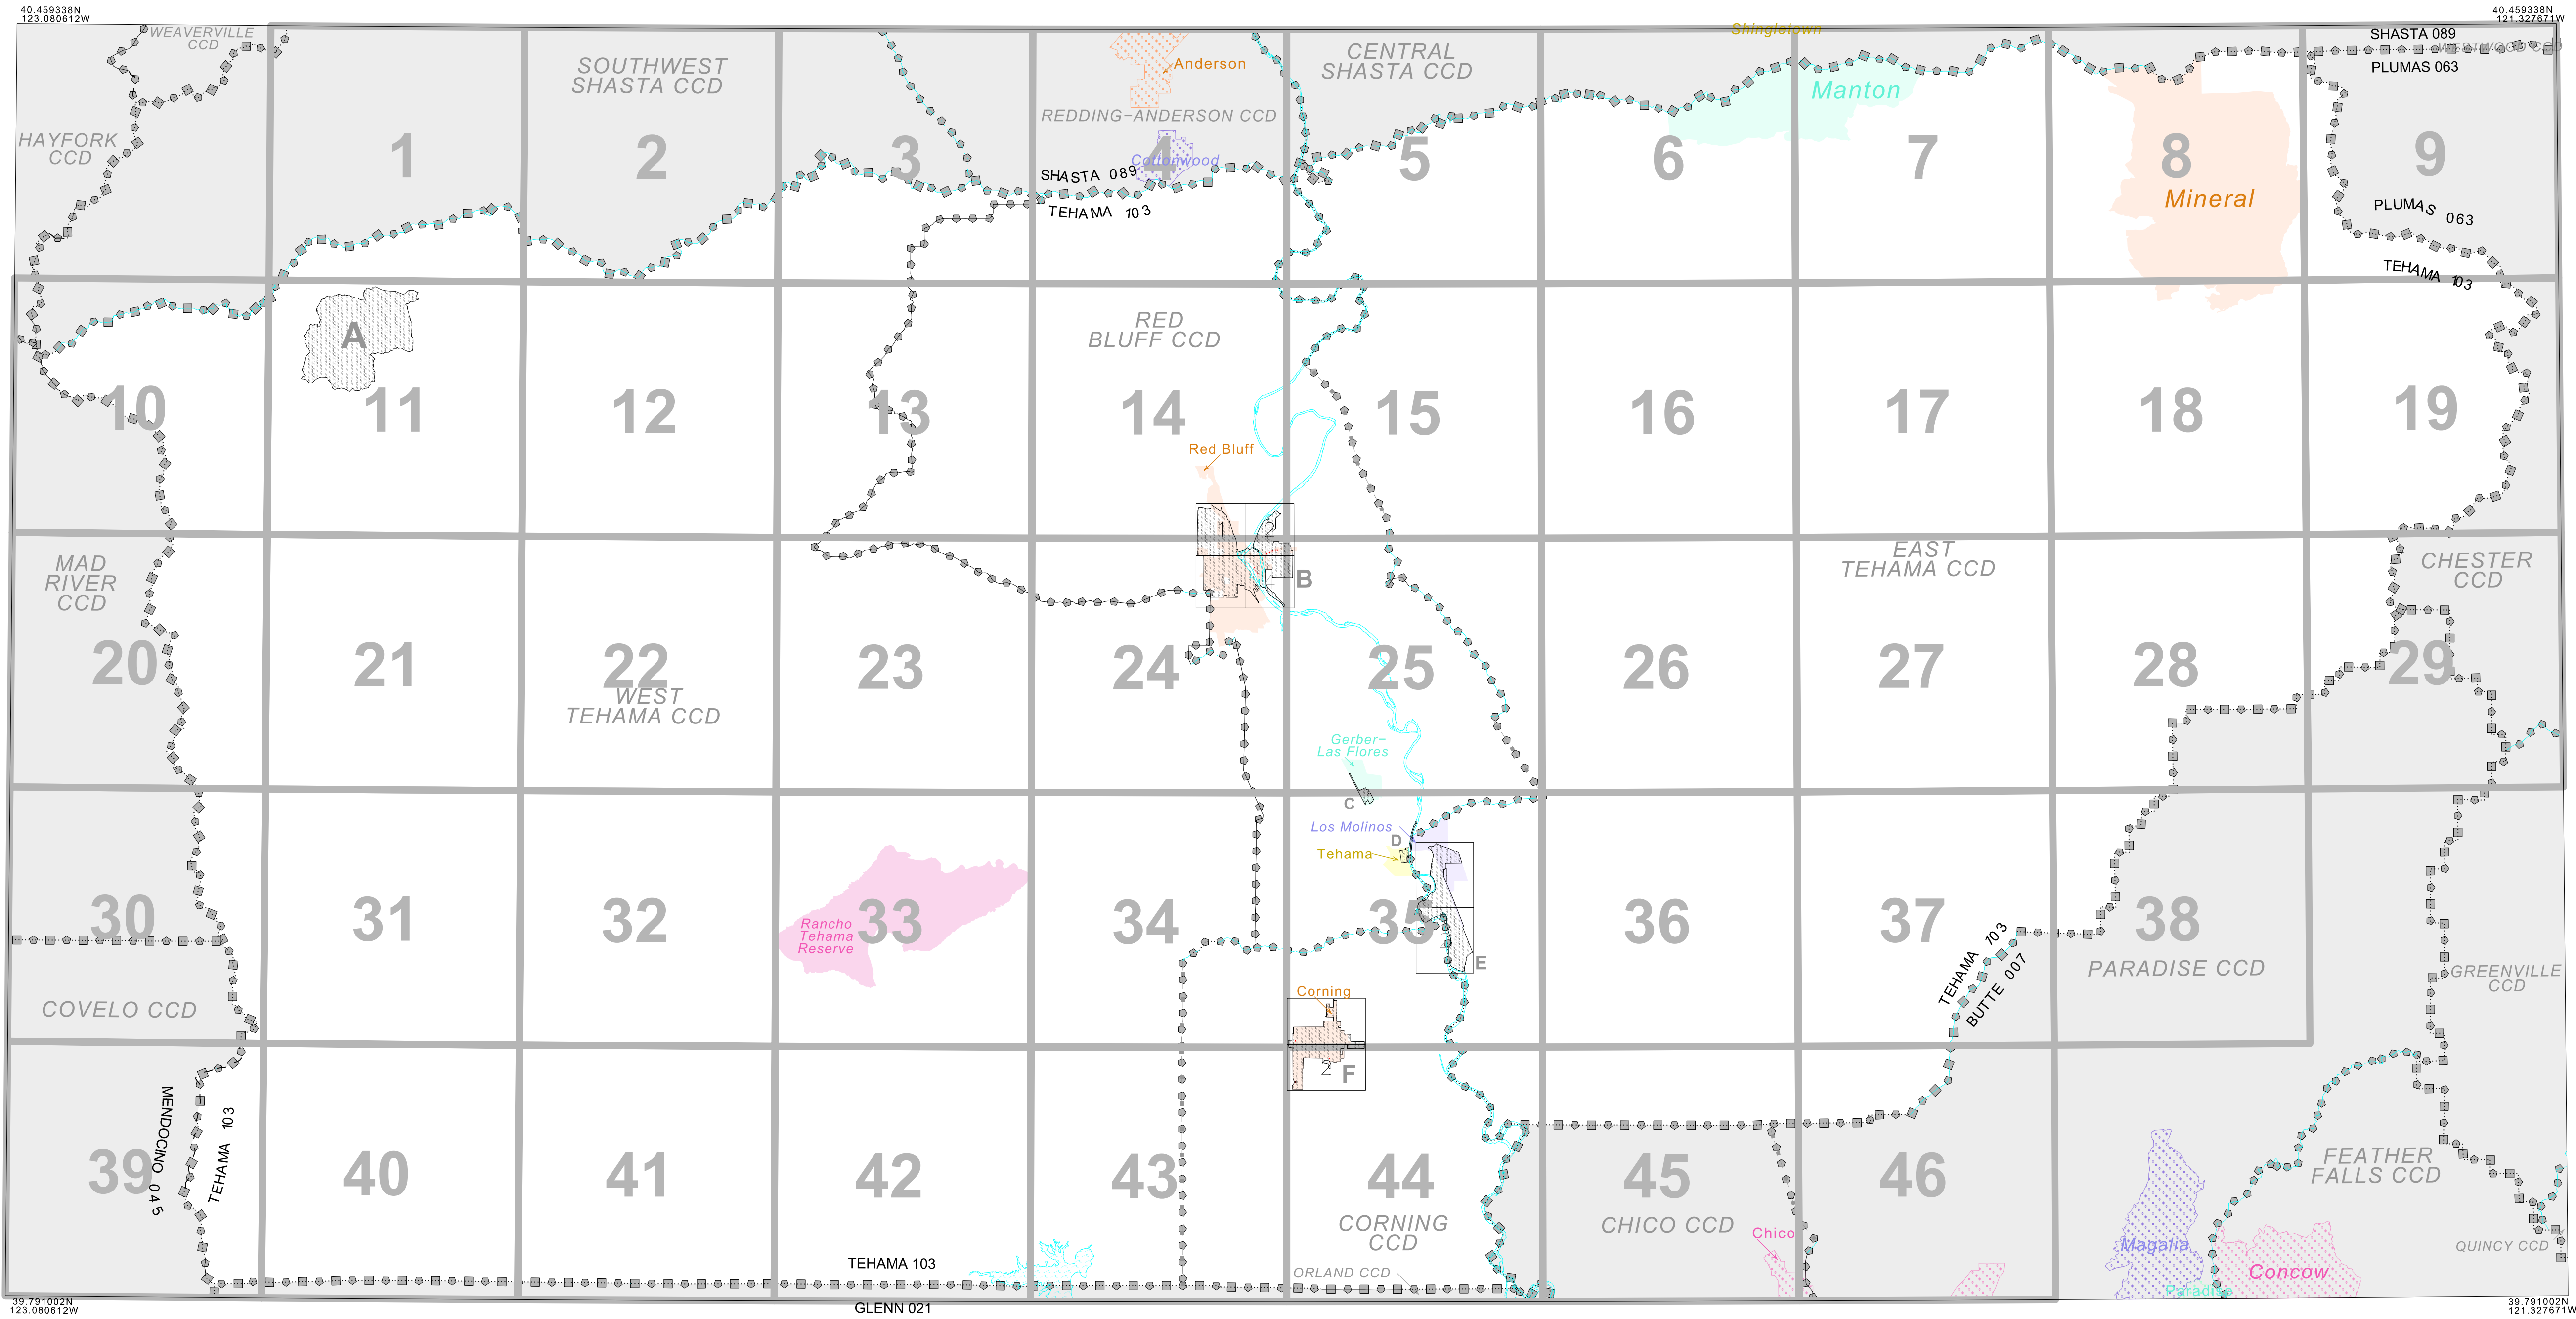 40.459338N
123.080612W
40.459338N
121.327671W
WEAVERVILLE
CCD
Shingletown
SHASTA 089
WESTWOOD CCD
PLUMAS 063
SOUTHWEST
SHASTA CCD
Anderson
CENTRAL
SHASTA CCD
Manton
REDDING-ANDERSON CCD
HAYFORK
CCD
1
2
3
4
Cottonwood
5
6
7
8
9
SHASTA 089
TEHAMA 103
Mineral
PLUMAS 063
TEHAMA 103
A
RED
BLUFF CCD
10
11
12
13
14
15
16
17
18
19
Red Bluff
1
2
3
B
MAD
RIVER
CCD
EAST
TEHAMA CCD
CHESTER
CCD
20
21
22
23
24
25
26
27
28
29
WEST
TEHAMA CCD
Gerber-
Las Flores
C
Los Molinos
D
Tehama
30
31
32
33
34
35
36
37
38
Rancho
Tehama
Reserve
TEHAMA 103
BUTTE 007
E
PARADISE CCD
GREENVILLE
CCD
COVELO CCD
Corning
2
F
MENDOCINO 045
TEHAMA 103
39
40
41
42
43
44
45
46
FEATHER
FALLS CCD
CORNING
CCD
CHICO CCD
Chico
Magalia
QUINCY CCD
TEHAMA 103
ORLAND CCD
Concow
Paradise
GLENN 021
39.791002N
123.080612W
39.791002N
121.327671W